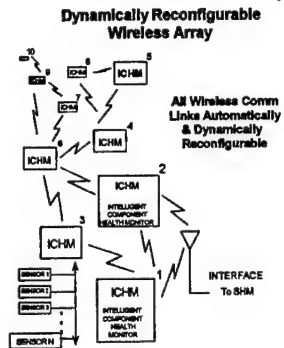 Dynamically Reconfigurable
Wireless Array
10
9
8
5
ICHM
ICHM
7
ICHM
4
ICHM
All Wireless Comm
Links Automatically
& Dynamically
Reconfigurable
6
ICHM
2
ICHM
INTELLIGENT
COMPONENT
HEALTH MONITOR
3
ICHM
1
ICHM
INTELLIGENT
COMPONENT
HEALTH
MONITOR
INTERFACE
To SHM
SENSOR 1
SENSOR 2
SENSOR 3
SENSOR N